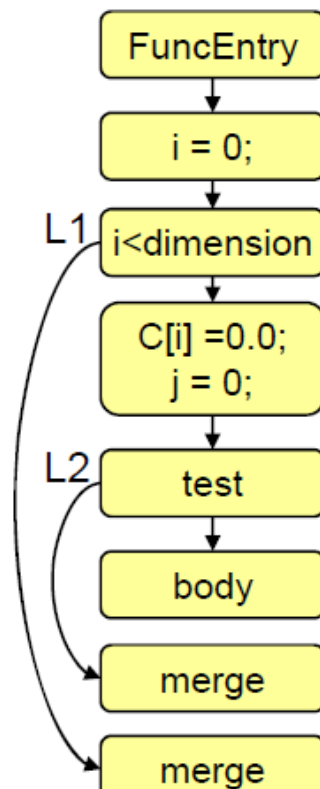 FuncEntry
i = 0;
L1
i<dimension
C[i] =0.0;
j = 0;
L2
test
body
merge
merge